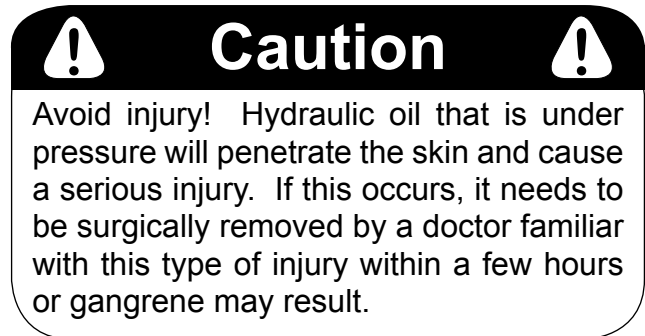 Caution
Avoid injury! Hydraulic oil that is under
pressure will penetrate the skin and cause
a serious injury. If this occurs, it needs to
be surgically removed by a doctor familiar
with this type of injury within a few hours
or gangrene may result.